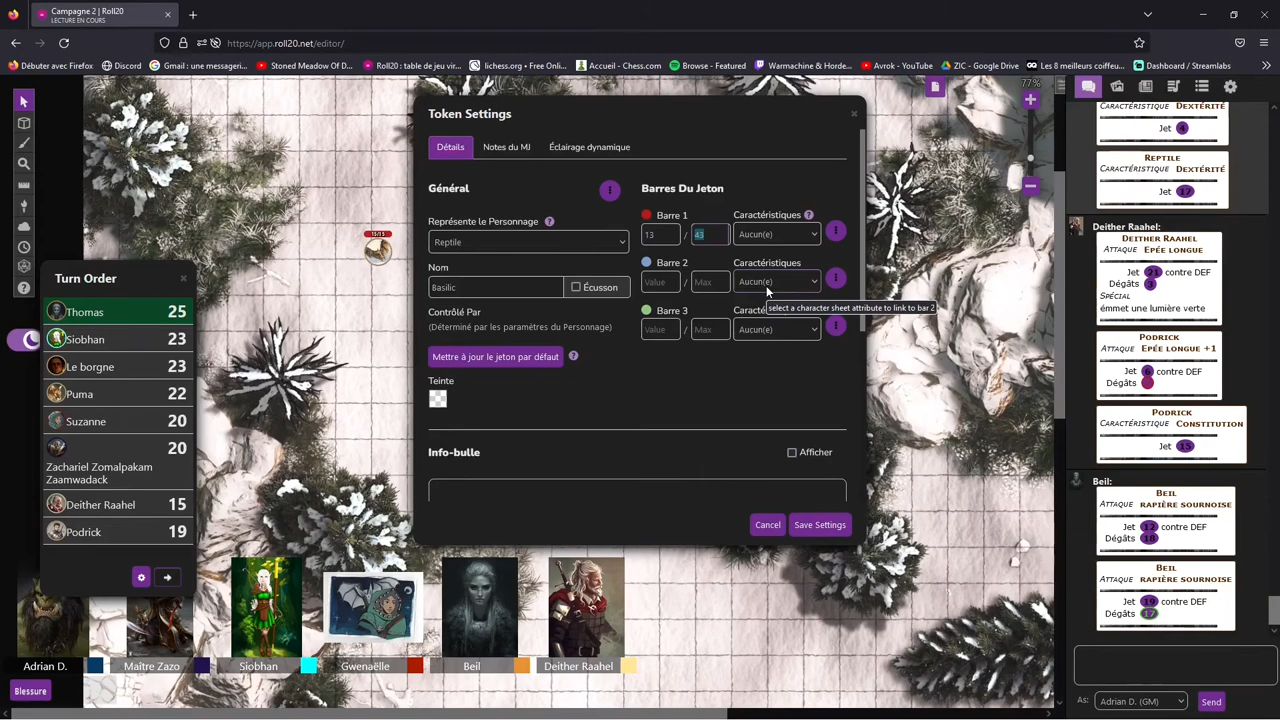 Campagne 2 | Roll20
LECTURE EN COURS
https://app.roll20.net/editor/
Débuter avec Firefox
Discord
Gmail : une messageri...
Stoned Meadow Of D...
Roll20 : table de jeu vir...
lichess.org • Free Onli...
Accueil - Chess.com
Browse - Featured
Warmachine & Horde...
Avrok - YouTube
ZIC - Google Drive
Les 8 meilleurs coiffeu...
Dashboard / Streamlabs
77%
15/15
Token Settings
Détails
Notes du MJ
Éclairage dynamique
Général
Représente le Personnage ?
Reptile
Nom
Basilic
Écusson
Contrôlé Par
(Déterminé par les paramètres du Personnage)
Mettre à jour le jeton par défaut
?
Teinte
Barres Du Jeton
Barre 1
Caractéristiques ?
13 / 43
Aucun(e)
Barre 2
Caractéristiques
Value / Max
Aucun(e)
select a character sheet attribute to link to bar 2
Barre 3
Value / Max
Aucun(e)
Info-bulle
Afficher
Cancel
Save Settings
Turn Order
Thomas 25
Siobhan 23
Le borgne 23
Puma 22
Suzanne 20
Zachariel Zomalpakam Zaamwadack 20
Deither Raahel 15
Podrick 19
Adrian D.
Maître Zazo
Siobhan
Gwenaëlle
Beil
Deither Raahel
Blessure
CARACTÉRISTIQUE DEXTÉRITÉ
Jet 4
REPTILE
CARACTÉRISTIQUE DEXTÉRITÉ
Jet 17
Deither Raahel:
DEITHER RAAHEL
ATTAQUE EPÉE LONGUE
Jet 21 contre DEF
Dégâts 3
SPÉCIAL
émmet une lumière verte
PODRICK
ATTAQUE EPÉE LONGUE +1
Jet 6 contre DEF
Dégâts
PODRICK
CARACTÉRISTIQUE CONSTITUTION
Jet 15
Beil:
BEIL
ATTAQUE RAPIÈRE SOURNOISE
Jet 12 contre DEF
Dégâts 18
BEIL
ATTAQUE RAPIÈRE SOURNOISE
Jet 19 contre DEF
Dégâts 17
As:
Adrian D. (GM)
Send